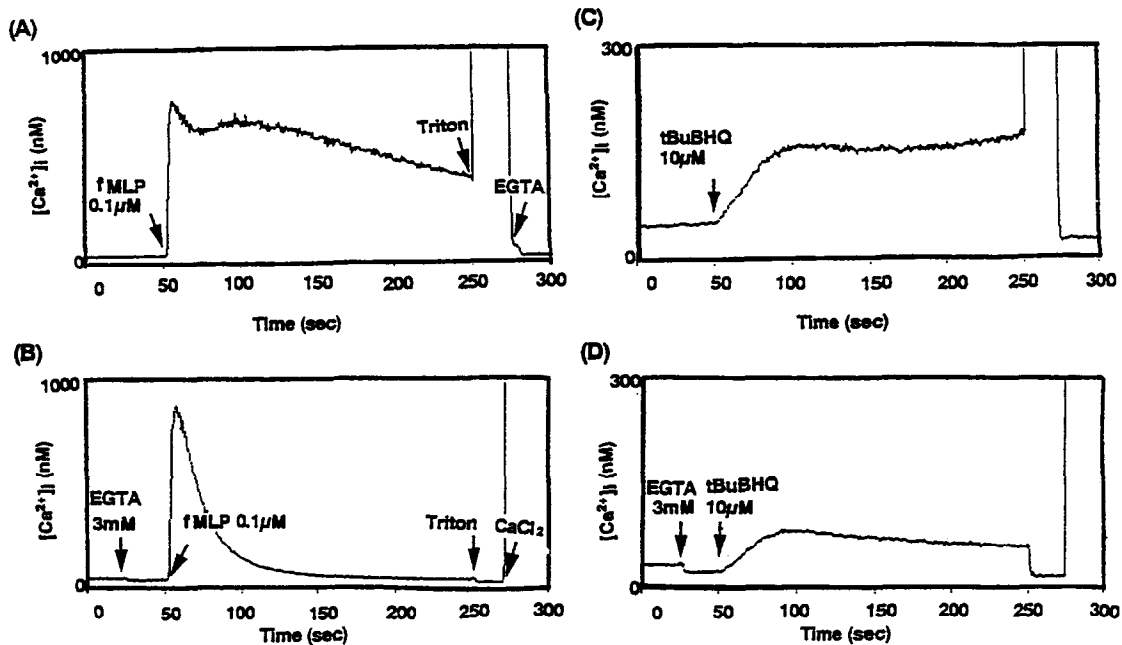 (A)
1000
[Ca²⁺]i (nM)
0
fMLP
0.1µM
Triton
EGTA
0 50 100 150 200 250 300
Time (sec)
(C)
300
[Ca²⁺]i (nM)
0
tBuBHQ
10µM
0 50 100 150 200 250 300
Time (sec)
(B)
1000
[Ca²⁺]i (nM)
0
EGTA
3mM
fMLP 0.1µM
Triton
CaCl₂
0 50 100 150 200 250 300
Time (sec)
(D)
300
[Ca²⁺]i (nM)
0
EGTA tBuBHQ
3mM 10µM
0 50 100 150 200 250 300
Time (sec)